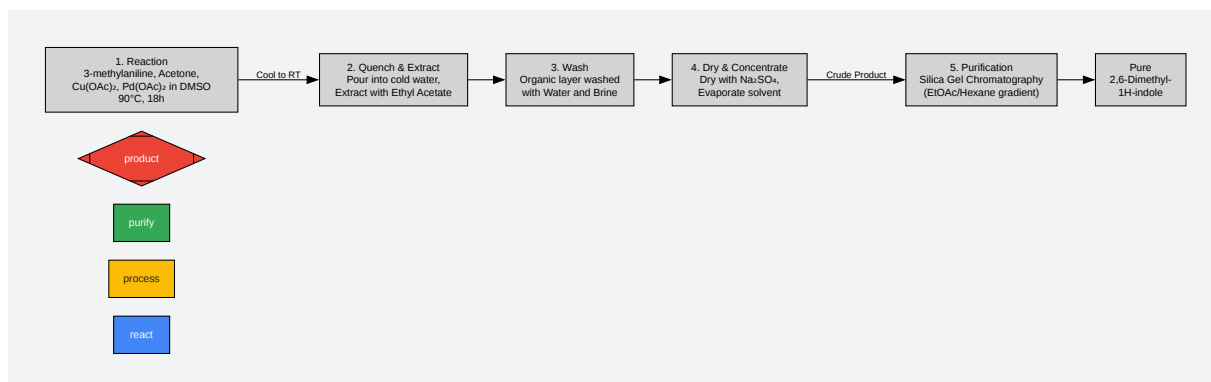 1. Reaction
3-methylaniline, Acetone,
Cu(OAc)₂, Pd(OAc)₂ in DMSO
90°C, 18h
Cool to RT
2. Quench & Extract
Pour into cold water,
Extract with Ethyl Acetate
3. Wash
Organic layer washed
with Water and Brine
4. Dry & Concentrate
Dry with Na₂SO₄,
Evaporate solvent
Crude Product
5. Purification
Silica Gel Chromatography
(EtOAc/Hexane gradient)
Pure
2,6-Dimethyl-
1H-indole
product
purify
process
react